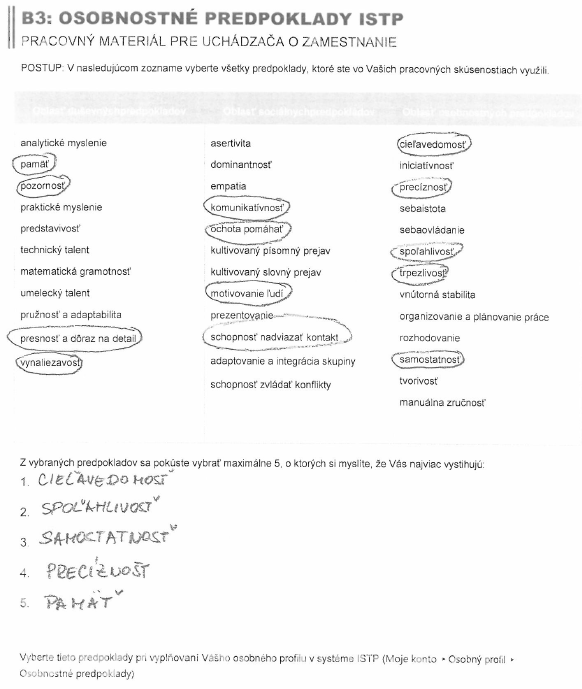 B3: OSOBNOSTNÉ PREDPOKLADY ISTP
PRACOVNÝ MATERIÁL PRE UCHÁDZAČA O ZAMESTNANIE
POSTUP: V nasledujúcom zozname vyberte všetky predpoklady, ktoré ste vo Vašich pracovných skúsenostiach využili.
analytické myslenie
pamäť
pozornosť
praktické myslenie
predstavivosť
technický talent
matematická gramotnosť
umelecký talent
pružnosť a adaptabilita
presnosť a dôraz na detail
vynaliezavosť
asertivita
dominantnosť
empatia
komunikatívnosť
ochota pomáhať
kultivovaný písomný prejav
kultivovaný slovný prejav
motivovanie ľudí
prezentovanie
schopnosť nadviazať kontakt
adaptovanie a integrácia skupiny
schopnosť zvládať konflikty
cieľavedomosť
iniciatívnosť
precíznosť
sebaistota
sebaovládanie
spoľahlivosť
trpezlivosť
vnútorná stabilita
organizovanie a plánovanie práce
rozhodovanie
samostatnosť
tvorivosť
manuálna zručnosť
Z vybraných predpokladov sa pokúste vybrať maximálne 5, o ktorých si myslíte, že Vás najviac vystihujú:
1. CIEĽAVEDOMOSŤ
2. SPOĽAHLIVOSŤ
3. SAMOSTATNOSŤ
4. PRECÍZNOSŤ
5. PAMÄŤ
Vyberte tieto predpoklady pri vyplňovaní Vášho osobného profilu v systéme ISTP (Moje konto ‣ Osobný profil ‣
Osobnostné predpoklady)